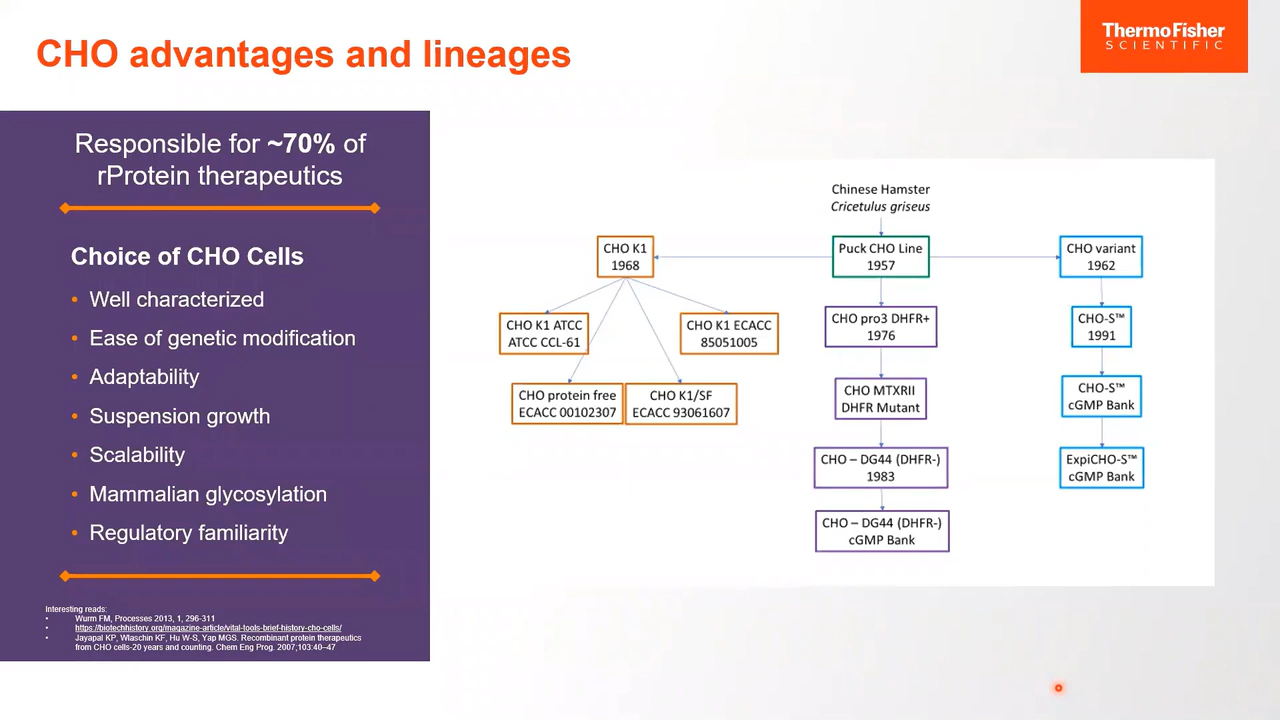 CHO advantages and lineages
ThermoFisher
SCIENTIFIC
Responsible for ~70% of
rProtein therapeutics
Choice of CHO Cells
• Well characterized
• Ease of genetic modification
• Adaptability
• Suspension growth
• Scalability
• Mammalian glycosylation
• Regulatory familiarity
Interesting reads:
• Wurm FM, Processes 2013, 1, 296-311
• https://biotechhistory.org/magazine-article/vital-tools-brief-history-cho-cells/
• Jayapal KP, Wlaschin KF, Hu W-S, Yap MGS. Recombinant protein therapeutics
from CHO cells-20 years and counting. Chem Eng Prog. 2007;103:40–47
Chinese Hamster
Cricetulus griseus
CHO K1
1968
Puck CHO Line
1957
CHO variant
1962
CHO K1 ATCC
ATCC CCL-61
CHO K1 ECACC
85051005
CHO protein free
ECACC 00102307
CHO K1/SF
ECACC 93061607
CHO pro3 DHFR+
1976
CHO MTXRII
DHFR Mutant
CHO – DG44 (DHFR-)
1983
CHO – DG44 (DHFR-)
cGMP Bank
CHO-S™
1991
CHO-S™
cGMP Bank
ExpiCHO-S™
cGMP Bank